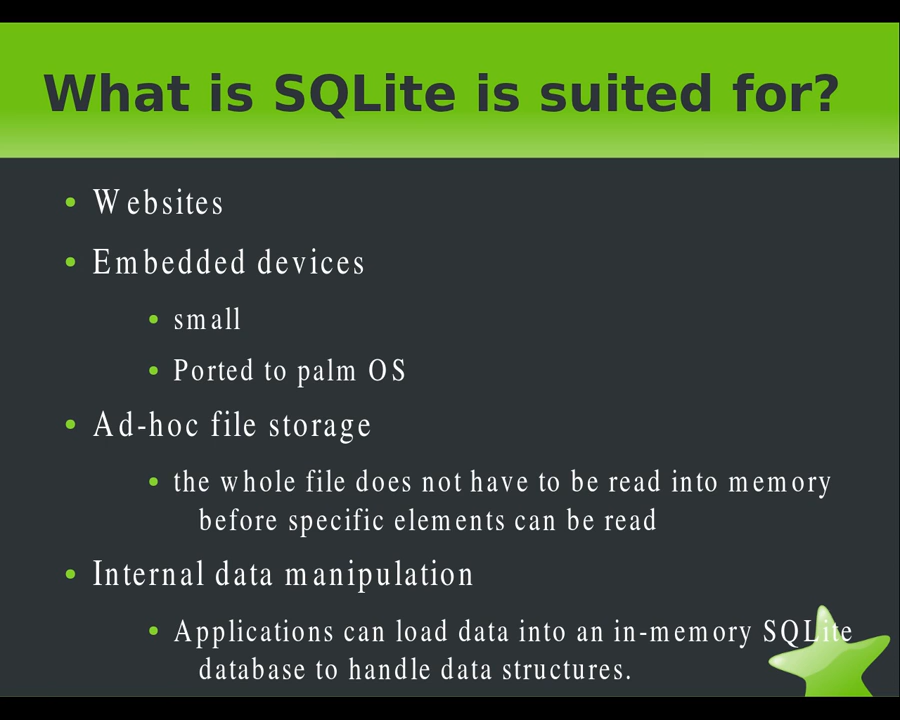 What is SQLite is suited for?
• Websites
• Embedded devices
• small
• Ported to palm OS
• Ad-hoc file storage
• the whole file does not have to be read into memory
before specific elements can be read
• Internal data manipulation
• Applications can load data into an in-memory SQLite
database to handle data structures.